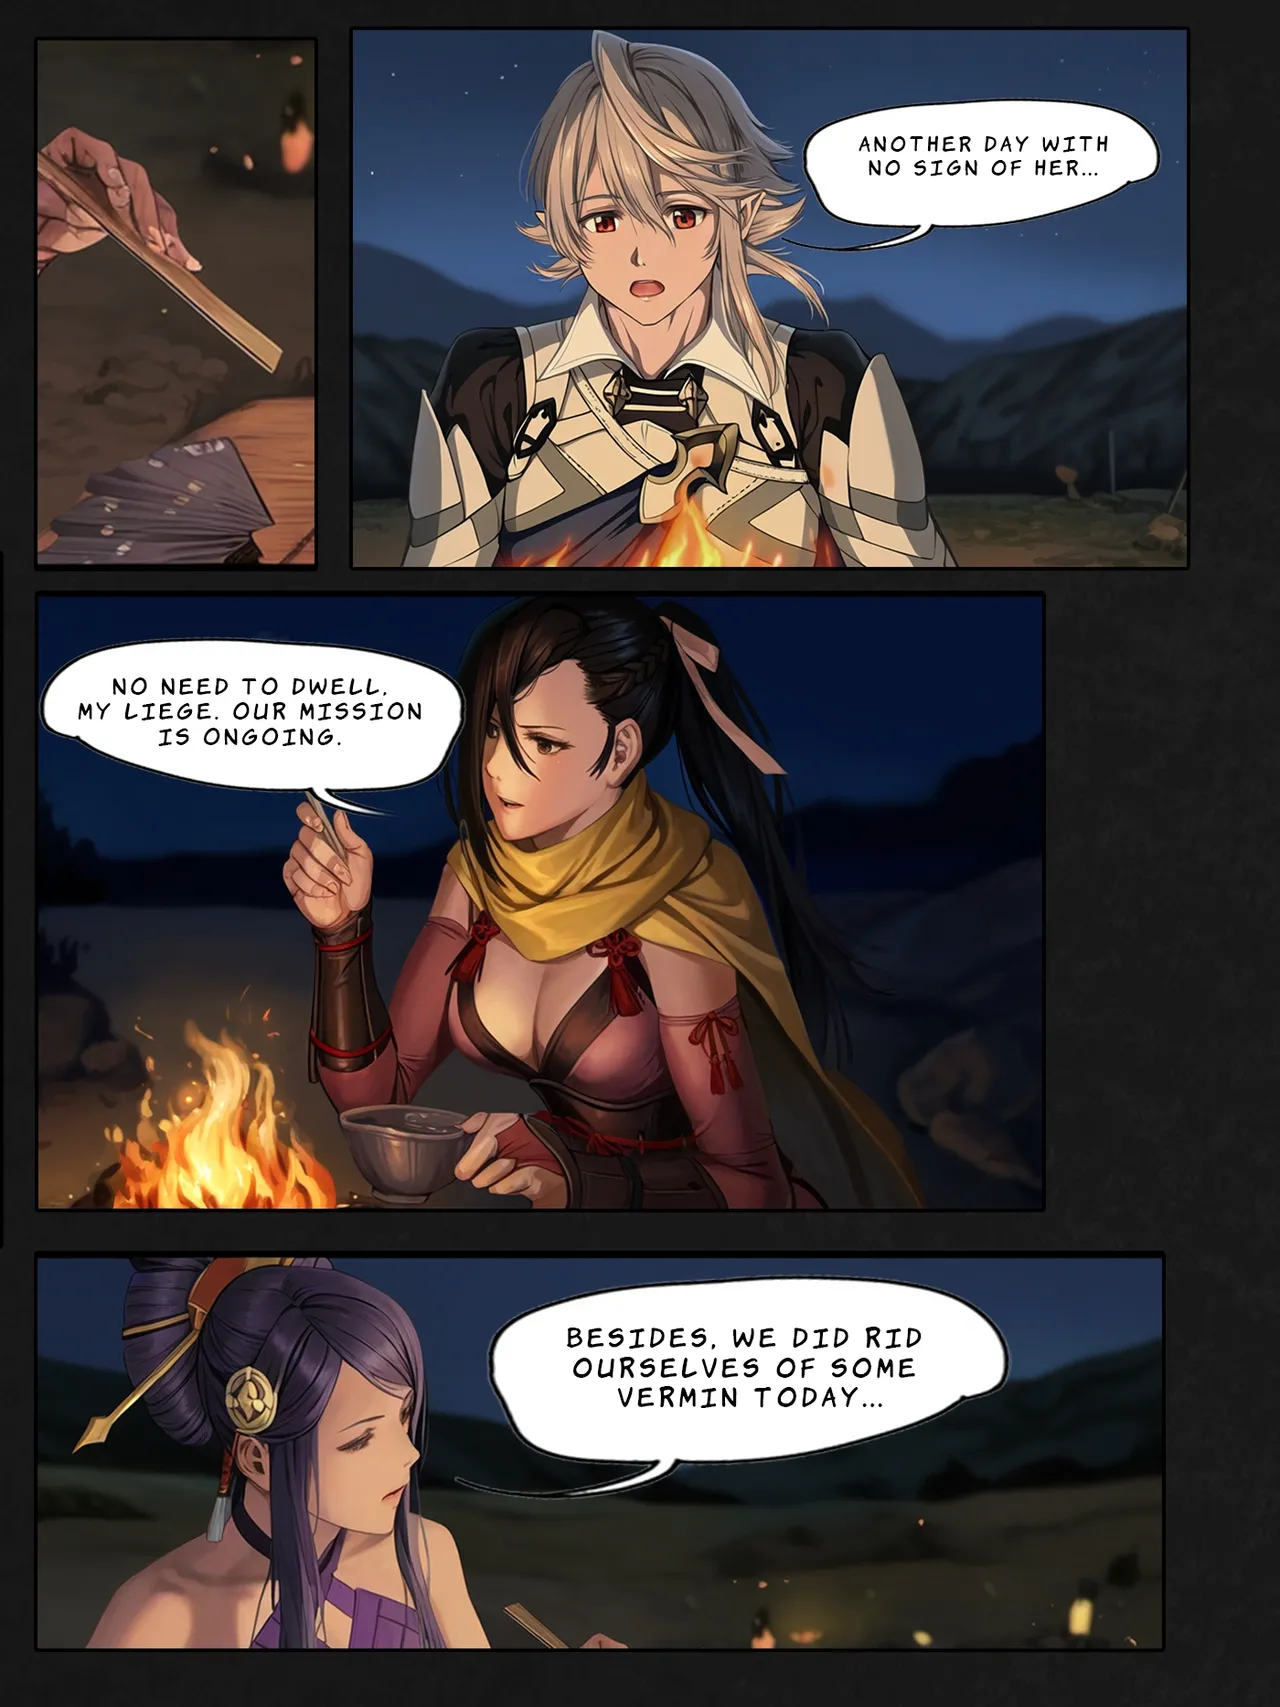 ANOTHER DAY WITH
NO SIGN OF HER...
NO NEED TO DWELL,
MY LIEGE. OUR MISSION
IS ONGOING.
BESIDES, WE DID RID
OURSELVES OF SOME
VERMIN TODAY...